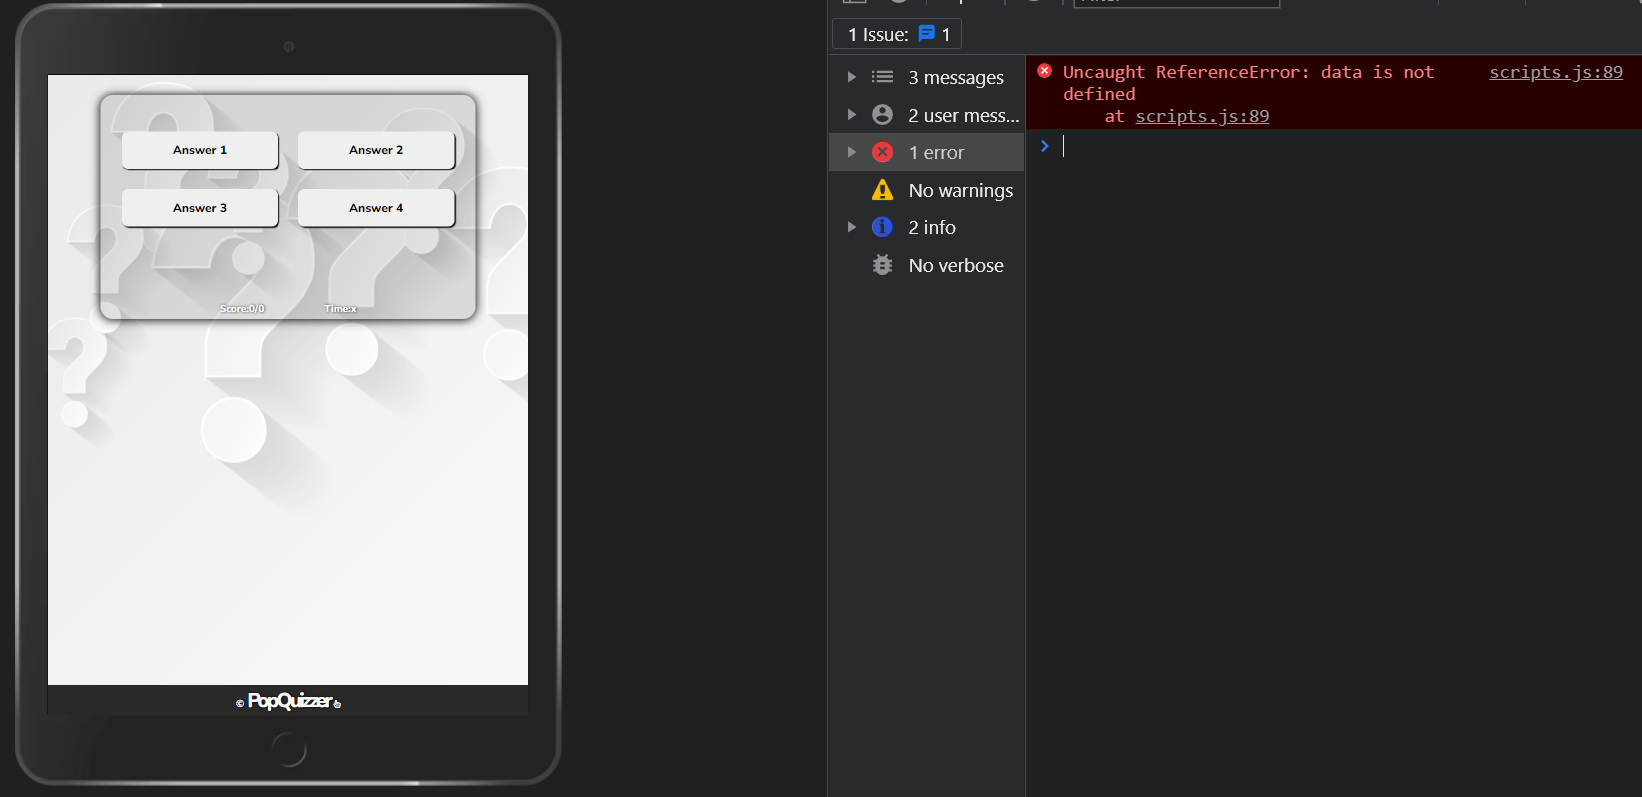 Answer 1
Answer 2
Answer 3
Answer 4
Score:0/0
Time:x
© PopQuizzer
1 Issue: 1
3 messages
2 user mess...
1 error
No warnings
2 info
No verbose
Uncaught ReferenceError: data is not scripts.js:89
defined
at scripts.js:89